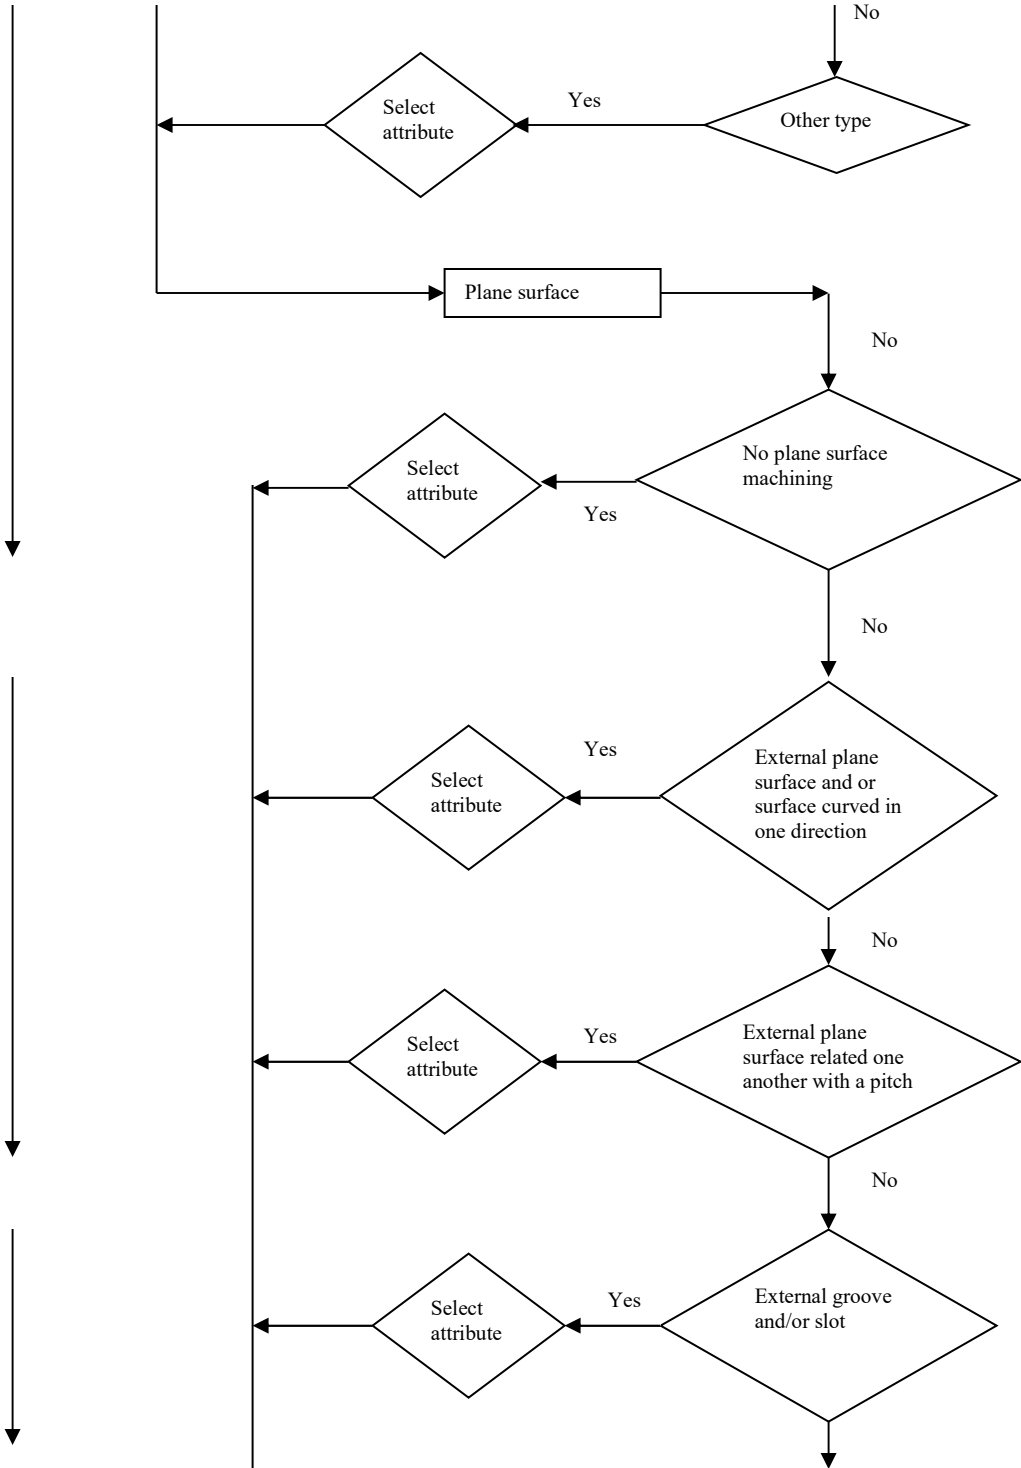 No
Select
attribute
Yes
Other type
Plane surface
No
Select
attribute
Yes
No plane surface
machining
No
Select
attribute
Yes
External plane
surface and or
surface curved in
one direction
No
Select
attribute
Yes
External plane
surface related one
another with a pitch
No
Select
attribute
Yes
External groove
and/or slot